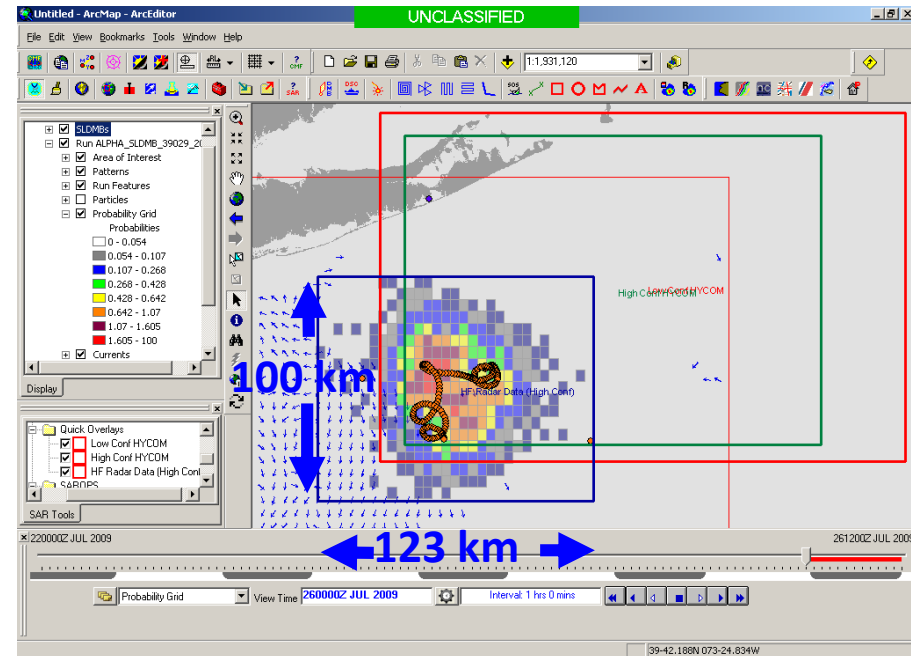 Untitled - ArcMap - ArcEditor
UNCLASSIFIED
File Edit View Bookmarks Tools Window Help
1:1,931,120
SLDMBs
Run ALPHA_SLDMB_39029_20
Area of Interest
Patterns
Run Features
Particles
Probability Grid
Probabilities
0 - 0.054
0.054 - 0.107
0.107 - 0.268
0.268 - 0.428
0.428 - 0.642
0.642 - 1.07
1.07 - 1.605
1.605 - 100
Currents
Display
Quick Overlays
Low Conf HYCOM
High Conf HYCOM
HF Radar Data (High Conf
SAROPS
SAR Tools
High Conf HYCOM
Low Conf HYCOM
HF Radar Data (High Conf)
100 km
123 km
220000Z JUL 2009
261200Z JUL 2009
Probability Grid
View Time
260000Z JUL 2009
Interval: 1 hrs 0 mins
39-42.188N 073-24.834W